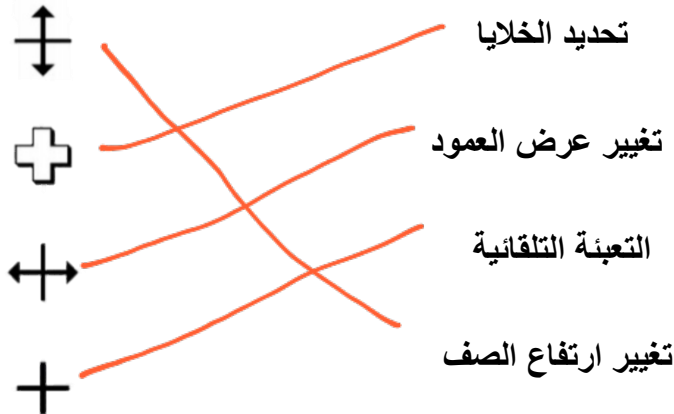 تحديد الخلايا
تغيير عرض العمود
التعبئة التلقائية
تغيير ارتفاع الصف